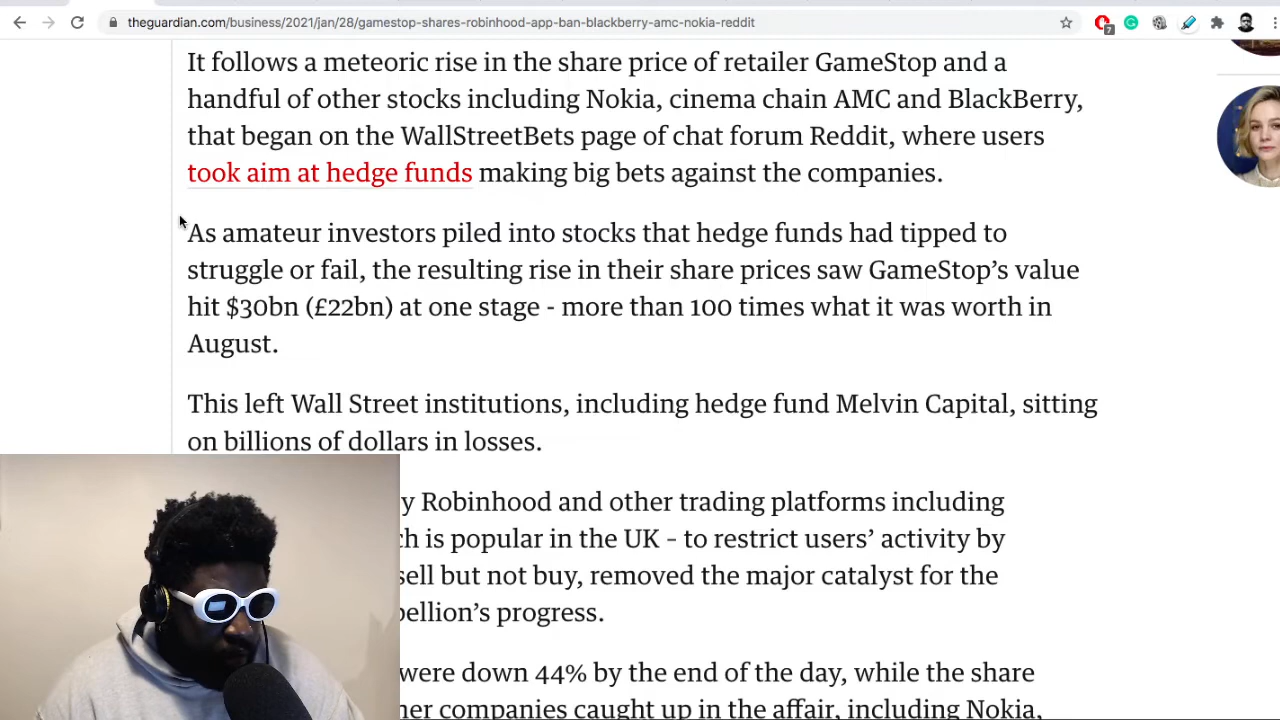 theguardian.com/business/2021/jan/28/gamestop-shares-robinhood-app-ban-blackberry-amc-nokia-reddit
7
It follows a meteoric rise in the share price of retailer GameStop and a
handful of other stocks including Nokia, cinema chain AMC and BlackBerry,
that began on the WallStreetBets page of chat forum Reddit, where users
took aim at hedge funds making big bets against the companies.
As amateur investors piled into stocks that hedge funds had tipped to
struggle or fail, the resulting rise in their share prices saw GameStop’s value
hit $30bn (£22bn) at one stage - more than 100 times what it was worth in
August.
This left Wall Street institutions, including hedge fund Melvin Capital, sitting
on billions of dollars in losses.
y Robinhood and other trading platforms including
ch is popular in the UK – to restrict users’ activity by
sell but not buy, removed the major catalyst for the
bellion’s progress.
were down 44% by the end of the day, while the share
her companies caught up in the affair, including Nokia,